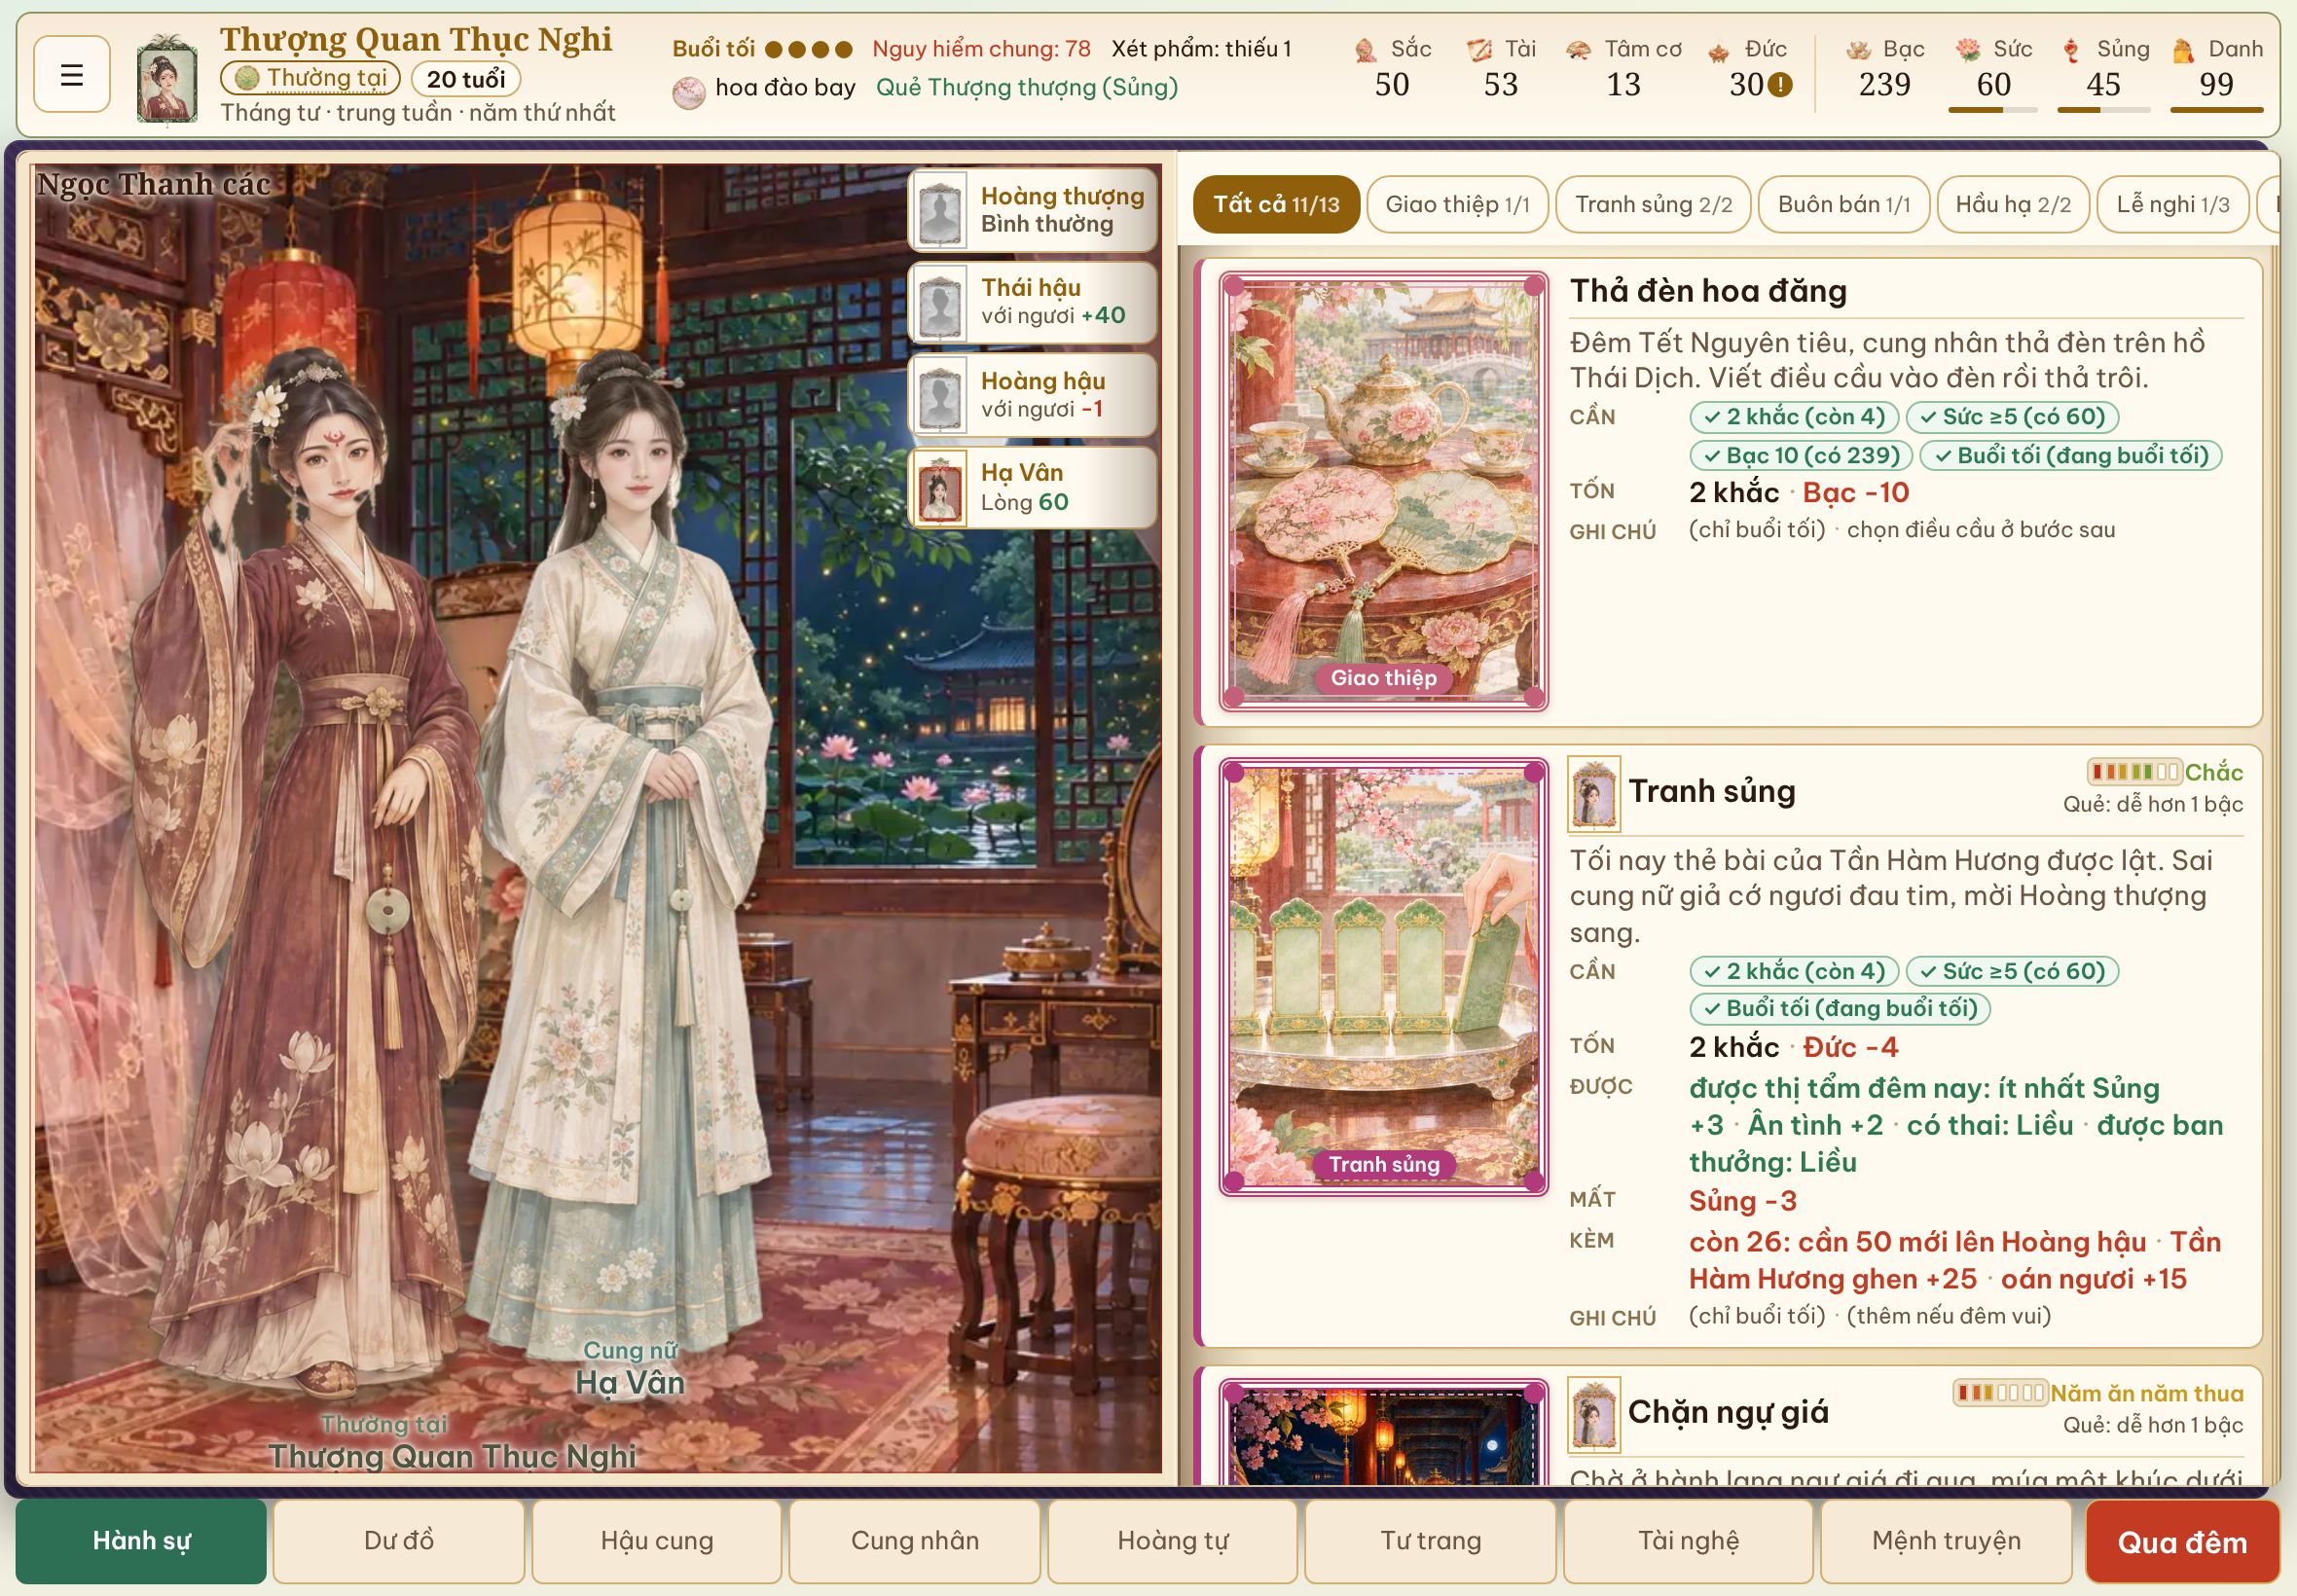 Thượng Quan Thục Nghi
Thường tại
20 tuổi
Tháng tư · trung tuần · năm thứ nhất
Buổi tối
Nguy hiểm chung: 78
Xét phẩm: thiếu 1
hoa đào bay
Quẻ Thượng thượng (Sủng)
Sắc
50
Tài
53
Tâm cơ
13
Đức
30
Bạc
239
Sức
60
Sủng
45
Danh
99
Ngọc Thanh các
Hoàng thượng
Bình thường
Thái hậu
với ngươi +40
Hoàng hậu
với ngươi -1
Hạ Vân
Lòng 60
Cung nữ
Hạ Vân
Thường tại
Thượng Quan Thục Nghi
Tất cả 11/13
Giao thiệp 1/1
Tranh sủng 2/2
Buôn bán 1/1
Hầu hạ 2/2
Lễ nghi 1/3
Giao thiệp
Thả đèn hoa đăng
Đêm Tết Nguyên tiêu, cung nhân thả đèn trên hồ
Thái Dịch. Viết điều cầu vào đèn rồi thả trôi.
CẦN
✓ 2 khắc (còn 4)
✓ Sức ≥5 (có 60)
✓ Bạc 10 (có 239)
✓ Buổi tối (đang buổi tối)
TỐN
2 khắc · Bạc -10
GHI CHÚ
(chỉ buổi tối) · chọn điều cầu ở bước sau
Tranh sủng
Tranh sủng
Chắc
Quẻ: dễ hơn 1 bậc
Tối nay thẻ bài của Tần Hàm Hương được lật. Sai
cung nữ giả cớ ngươi đau tim, mời Hoàng thượng
sang.
CẦN
✓ 2 khắc (còn 4)
✓ Sức ≥5 (có 60)
✓ Buổi tối (đang buổi tối)
TỐN
2 khắc · Đức -4
ĐƯỢC
được thị tẩm đêm nay: ít nhất Sủng
+3 · Ân tình +2 · có thai: Liều · được ban
thưởng: Liều
MẤT
Sủng -3
KÈM
còn 26: cần 50 mới lên Hoàng hậu · Tần
Hàm Hương ghen +25 · oán ngươi +15
GHI CHÚ
(chỉ buổi tối) · (thêm nếu đêm vui)
Chặn ngự giá
Năm ăn năm thua
Quẻ: dễ hơn 1 bậc
Chờ ở hành lang ngự giá đi qua, múa một khúc dưới
Hành sự
Dư đồ
Hậu cung
Cung nhân
Hoàng tự
Tư trang
Tài nghệ
Mệnh truyện
Qua đêm